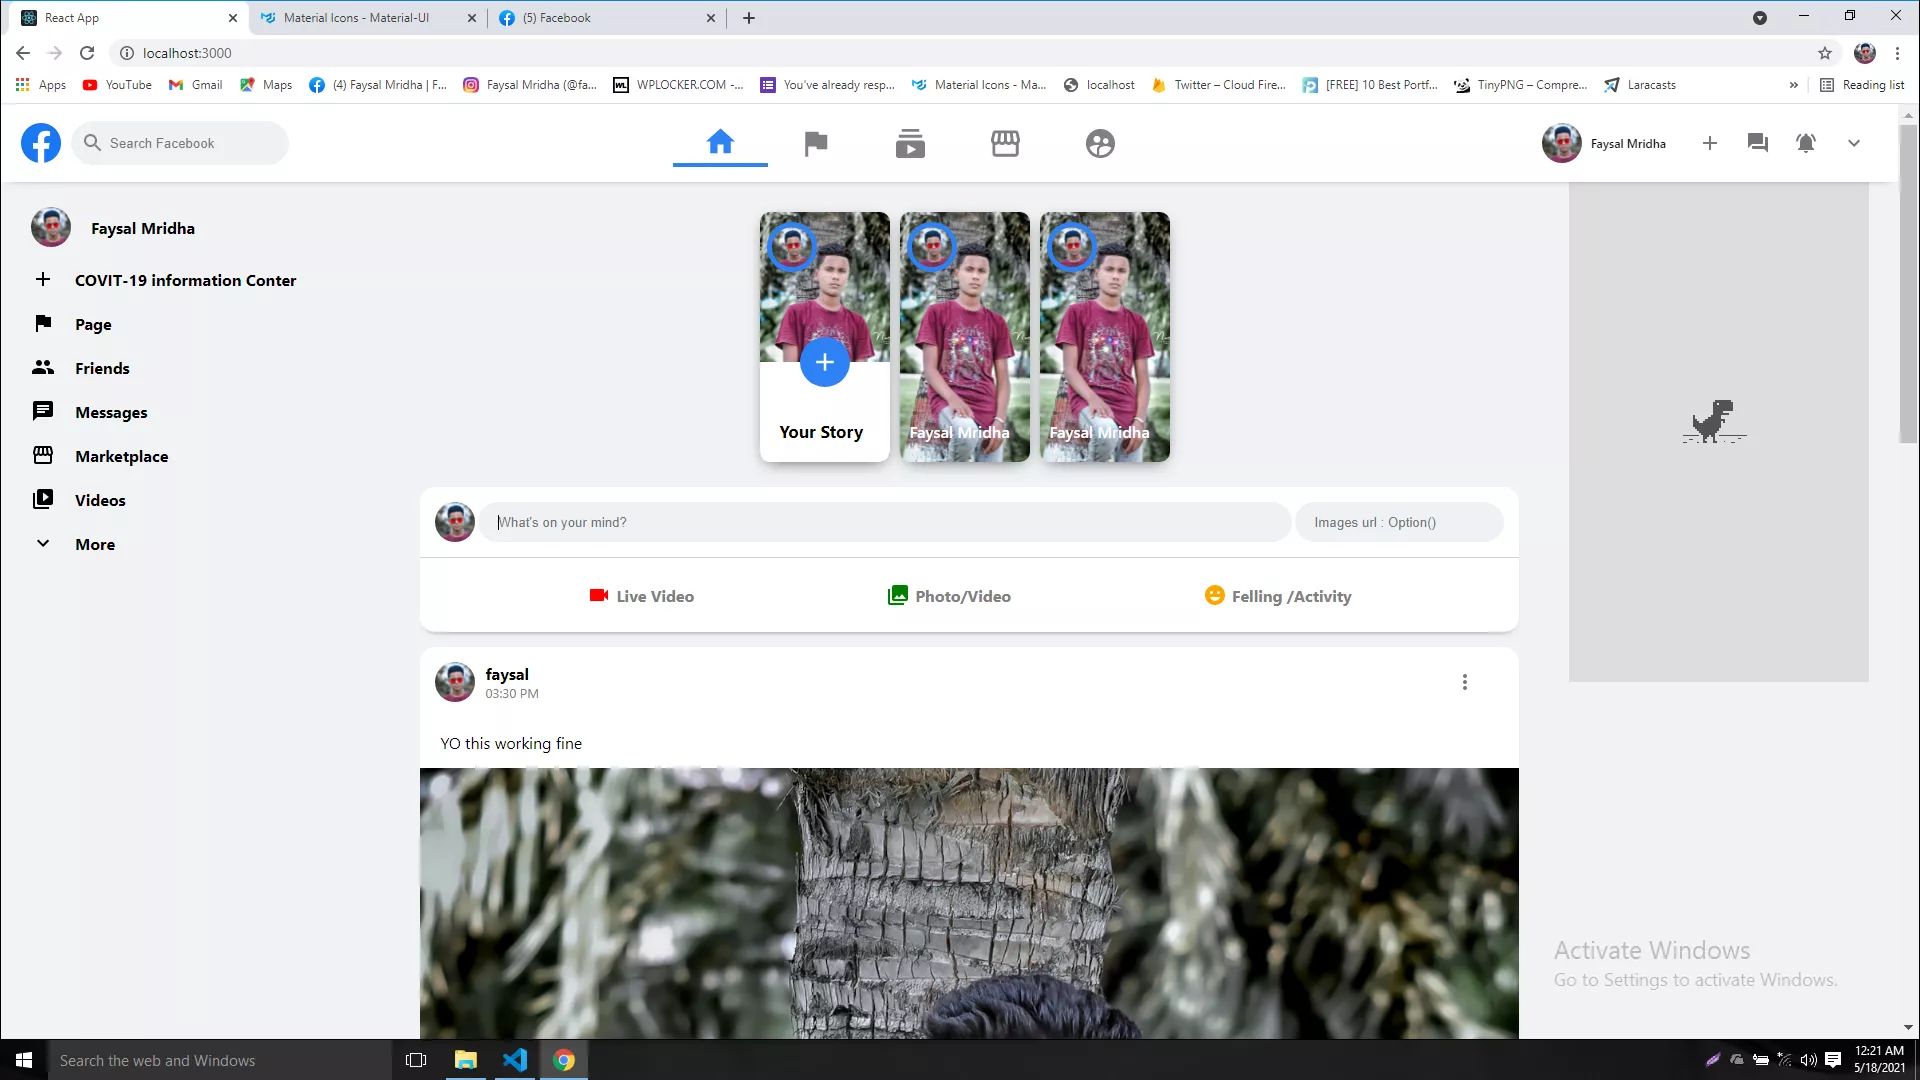 React App
Material Icons - Material-UI
(5) Facebook
localhost:3000
Apps
YouTube
Gmail
Maps
(4) Faysal Mridha | F...
Faysal Mridha (@fa...
WPLOCKER.COM -...
You've already resp...
Material Icons - Ma...
localhost
Twitter – Cloud Fire...
[FREE] 10 Best Portf...
TinyPNG – Compre...
Laracasts
Reading list
Search Facebook
Faysal Mridha
Faysal Mridha
COVIT-19 information Conter
Page
Friends
Messages
Marketplace
Videos
More
Your Story
Faysal Mridha
Faysal Mridha
What's on your mind?
Images url : Option()
Live Video
Photo/Video
Felling /Activity
faysal
03:30 PM
YO this working fine
Activate Windows
Go to Settings to activate Windows.
Search the web and Windows
12:21 AM
5/18/2021